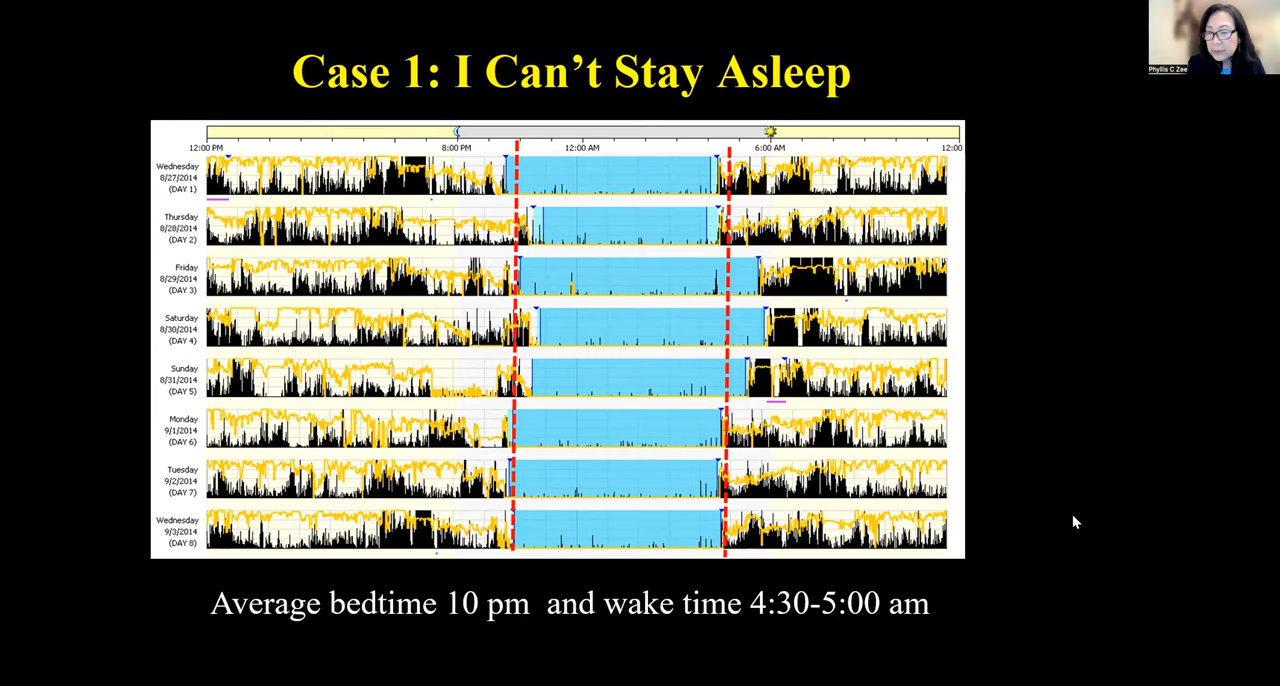 Phyllis C Zee
Case 1: I Can't Stay Asleep
12:00 PM 8:00 PM 12:00 AM 6:00 AM 12:00
Wednesday
8/27/2014
(DAY 1)
Thursday
8/28/2014
(DAY 2)
Friday
8/29/2014
(DAY 3)
Saturday
8/30/2014
(DAY 4)
Sunday
8/31/2014
(DAY 5)
Monday
9/1/2014
(DAY 6)
Tuesday
9/2/2014
(DAY 7)
Wednesday
9/3/2014
(DAY 8)
Average bedtime 10 pm and wake time 4:30-5:00 am